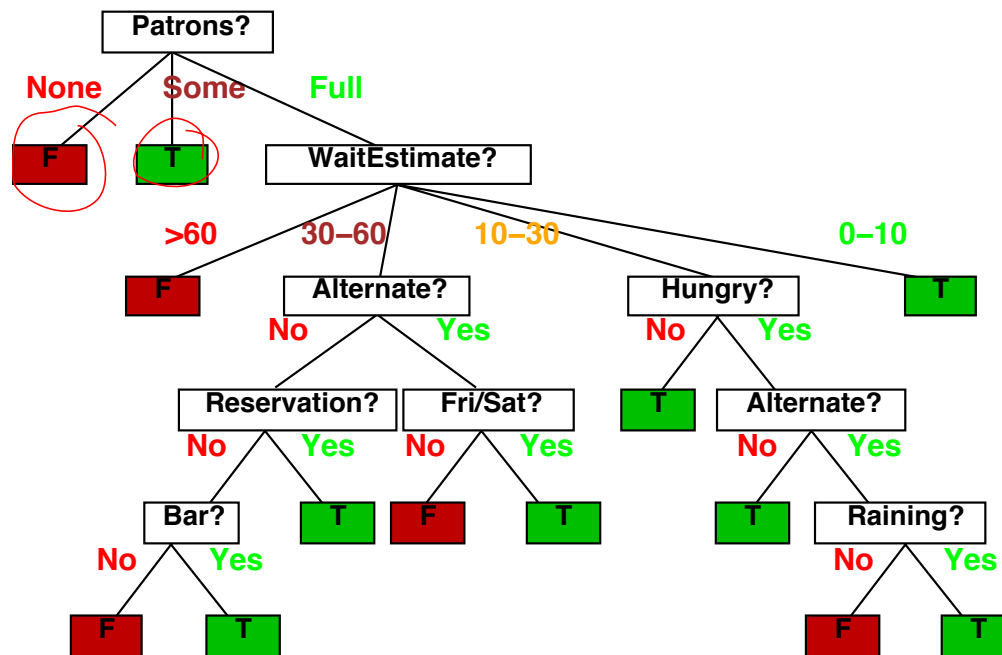 Patrons?
None Some Full
F T WaitEstimate?
>60 30–60 10–30 0–10
F Alternate? Hungry? T
No Yes No Yes
Reservation? Fri/Sat? T Alternate?
No Yes No Yes No Yes
Bar? T F T T Raining?
No Yes No Yes
F T F T